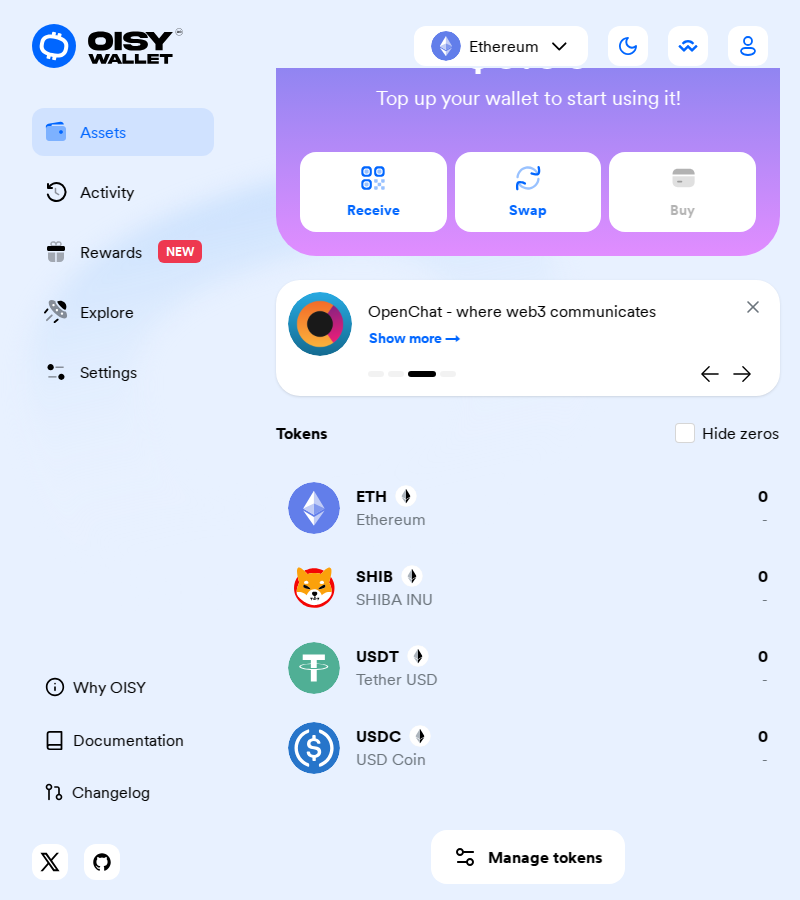 OISY
WALLET
Ethereum
Top up your wallet to start using it!
Assets
Activity
Rewards NEW
Explore
Settings
Receive
Swap
Buy
OpenChat - where web3 communicates
Show more →
Tokens
Hide zeros
ETH 0
Ethereum -
SHIB 0
SHIBA INU -
USDT 0
Tether USD -
USDC 0
USD Coin -
Why OISY
Documentation
Changelog
Manage tokens